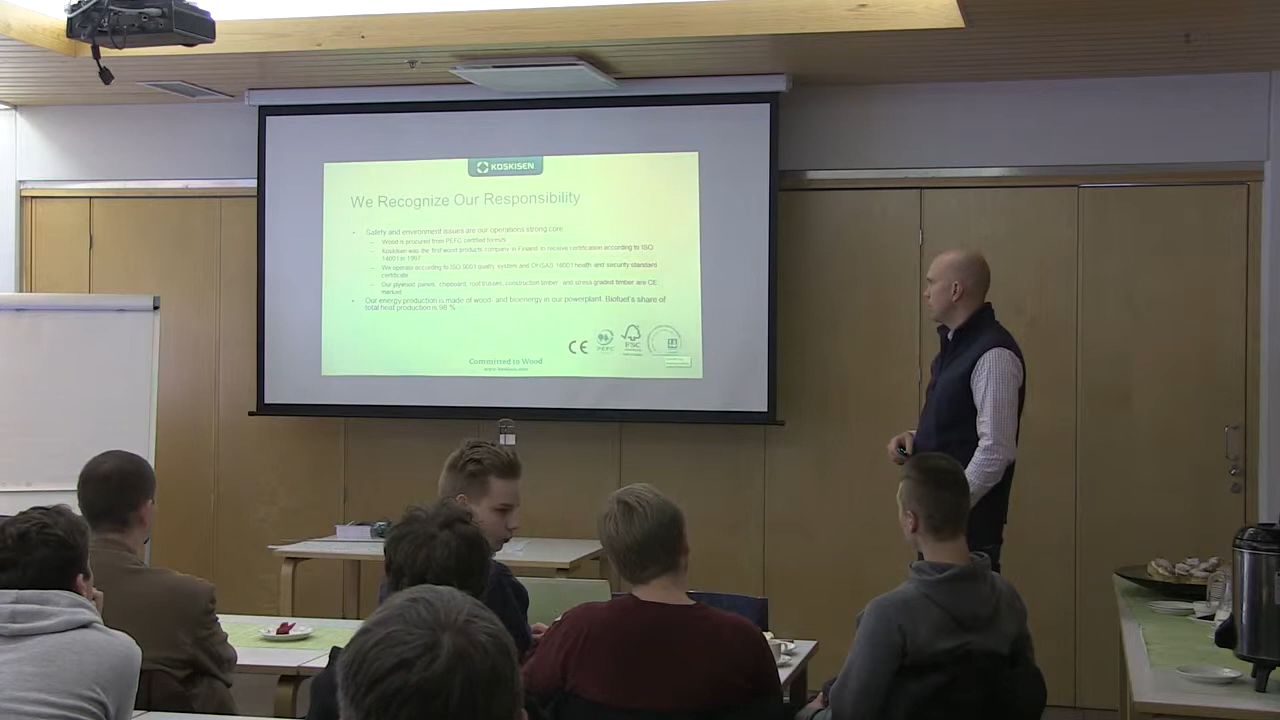 KOSKISEN
We Recognize Our Responsibility
• Safety and environment issues are our operations strong core
– Wood is procured from PEFC certified forests
– Koskisen was the first wood products company in Finland to receive certification according to ISO
14001 in 1997
– We operate according to ISO 9001 quality system and OHSAS 18001 health and security standard
certificate
– Our plywood panels, chipboard, roof trusses, construction timber and stress graded timber are CE
marked
• Our energy production is made of wood- and bioenergy in our powerplant. Biofuel's share of
total heat production is 98 %
CE PEFC FSC
Committed to Wood
www.koskisen.com